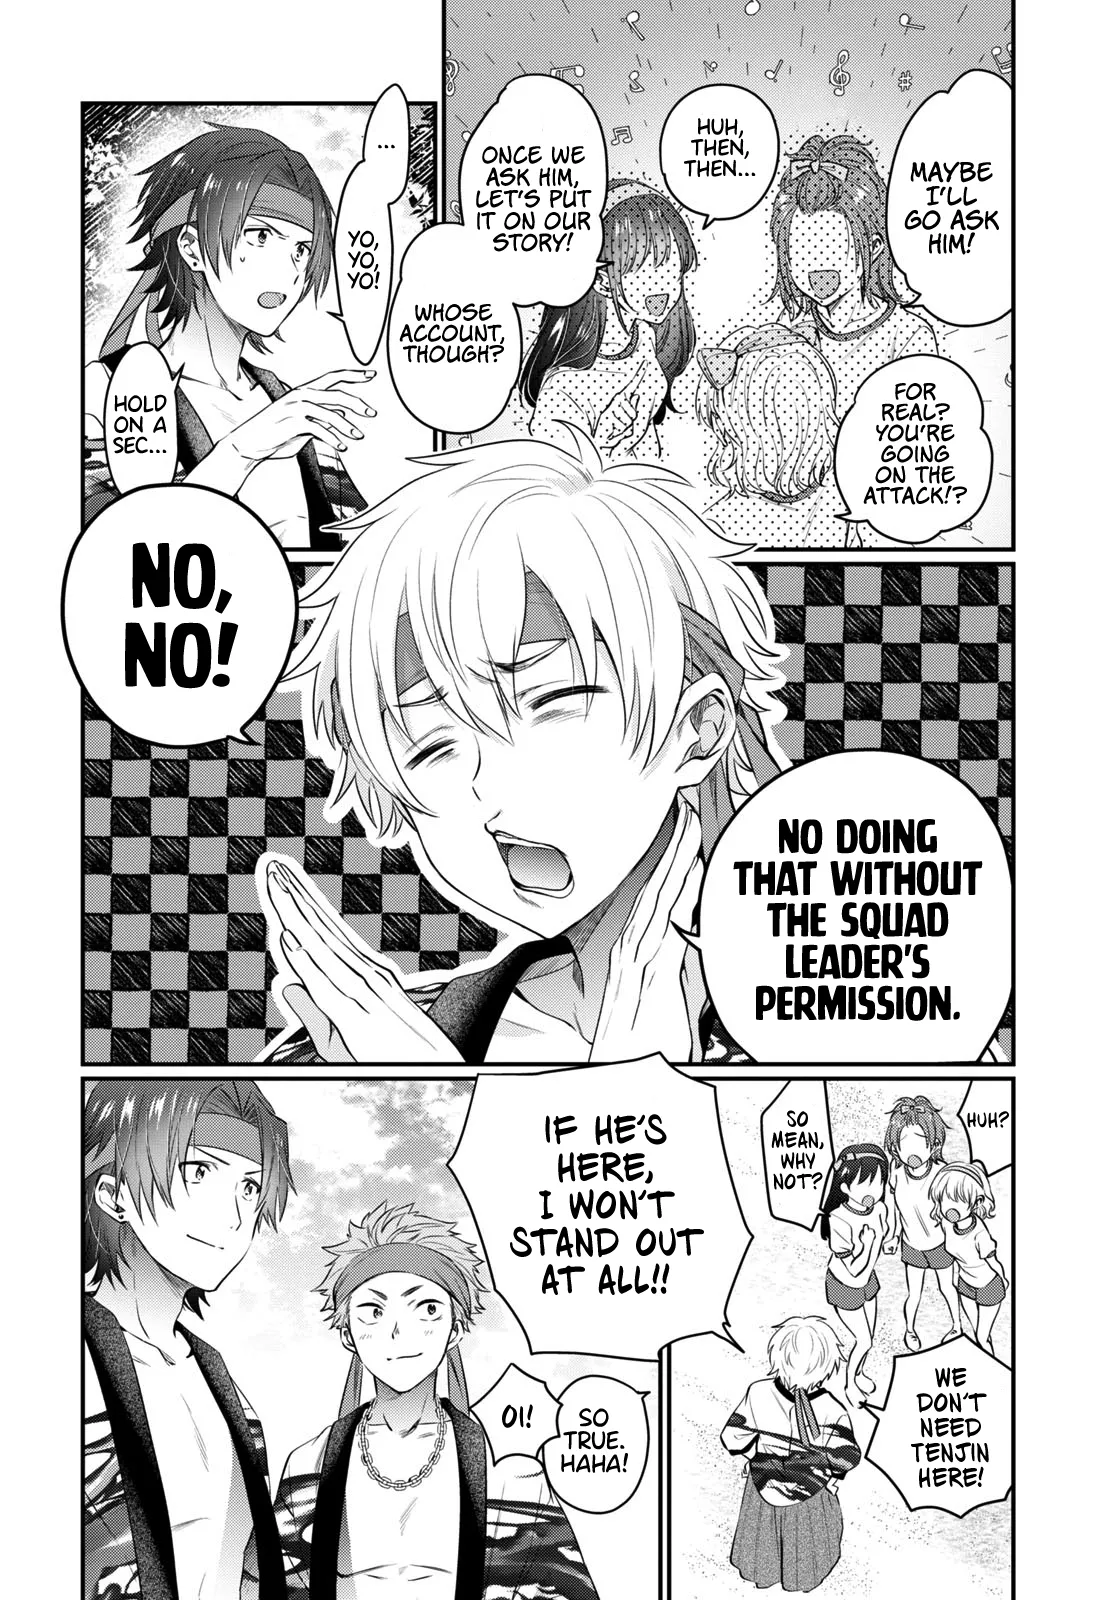 MAYBE
I'LL
GO ASK
HIM!
HUH,
THEN,
THEN...
FOR
REAL?
YOU'RE
GOING
ON THE
ATTACK!?
ONCE WE
ASK HIM,
LET'S PUT
IT ON OUR
STORY!
WHOSE
ACCOUNT,
THOUGH?
...
YO,
YO,
YO!
HOLD
ON A
SEC...
NO,
NO!
NO DOING
THAT WITHOUT
THE SQUAD
LEADER'S
PERMISSION.
HUH?
SO
MEAN,
WHY
NOT?
WE
DON'T
NEED
TENJIN
HERE!
IF HE'S
HERE,
I WON'T
STAND OUT
AT ALL!!
SO
TRUE.
HAHA!
OI!